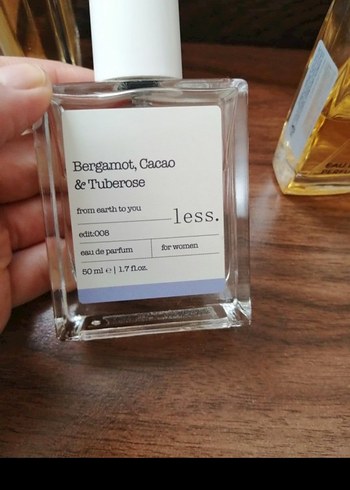 Bergamot, Cacao
& Tuberose
from earth to you
less.
edit:008
eau de parfum
for women
50 ml ℮ | 1.7 fl.oz.
EAU